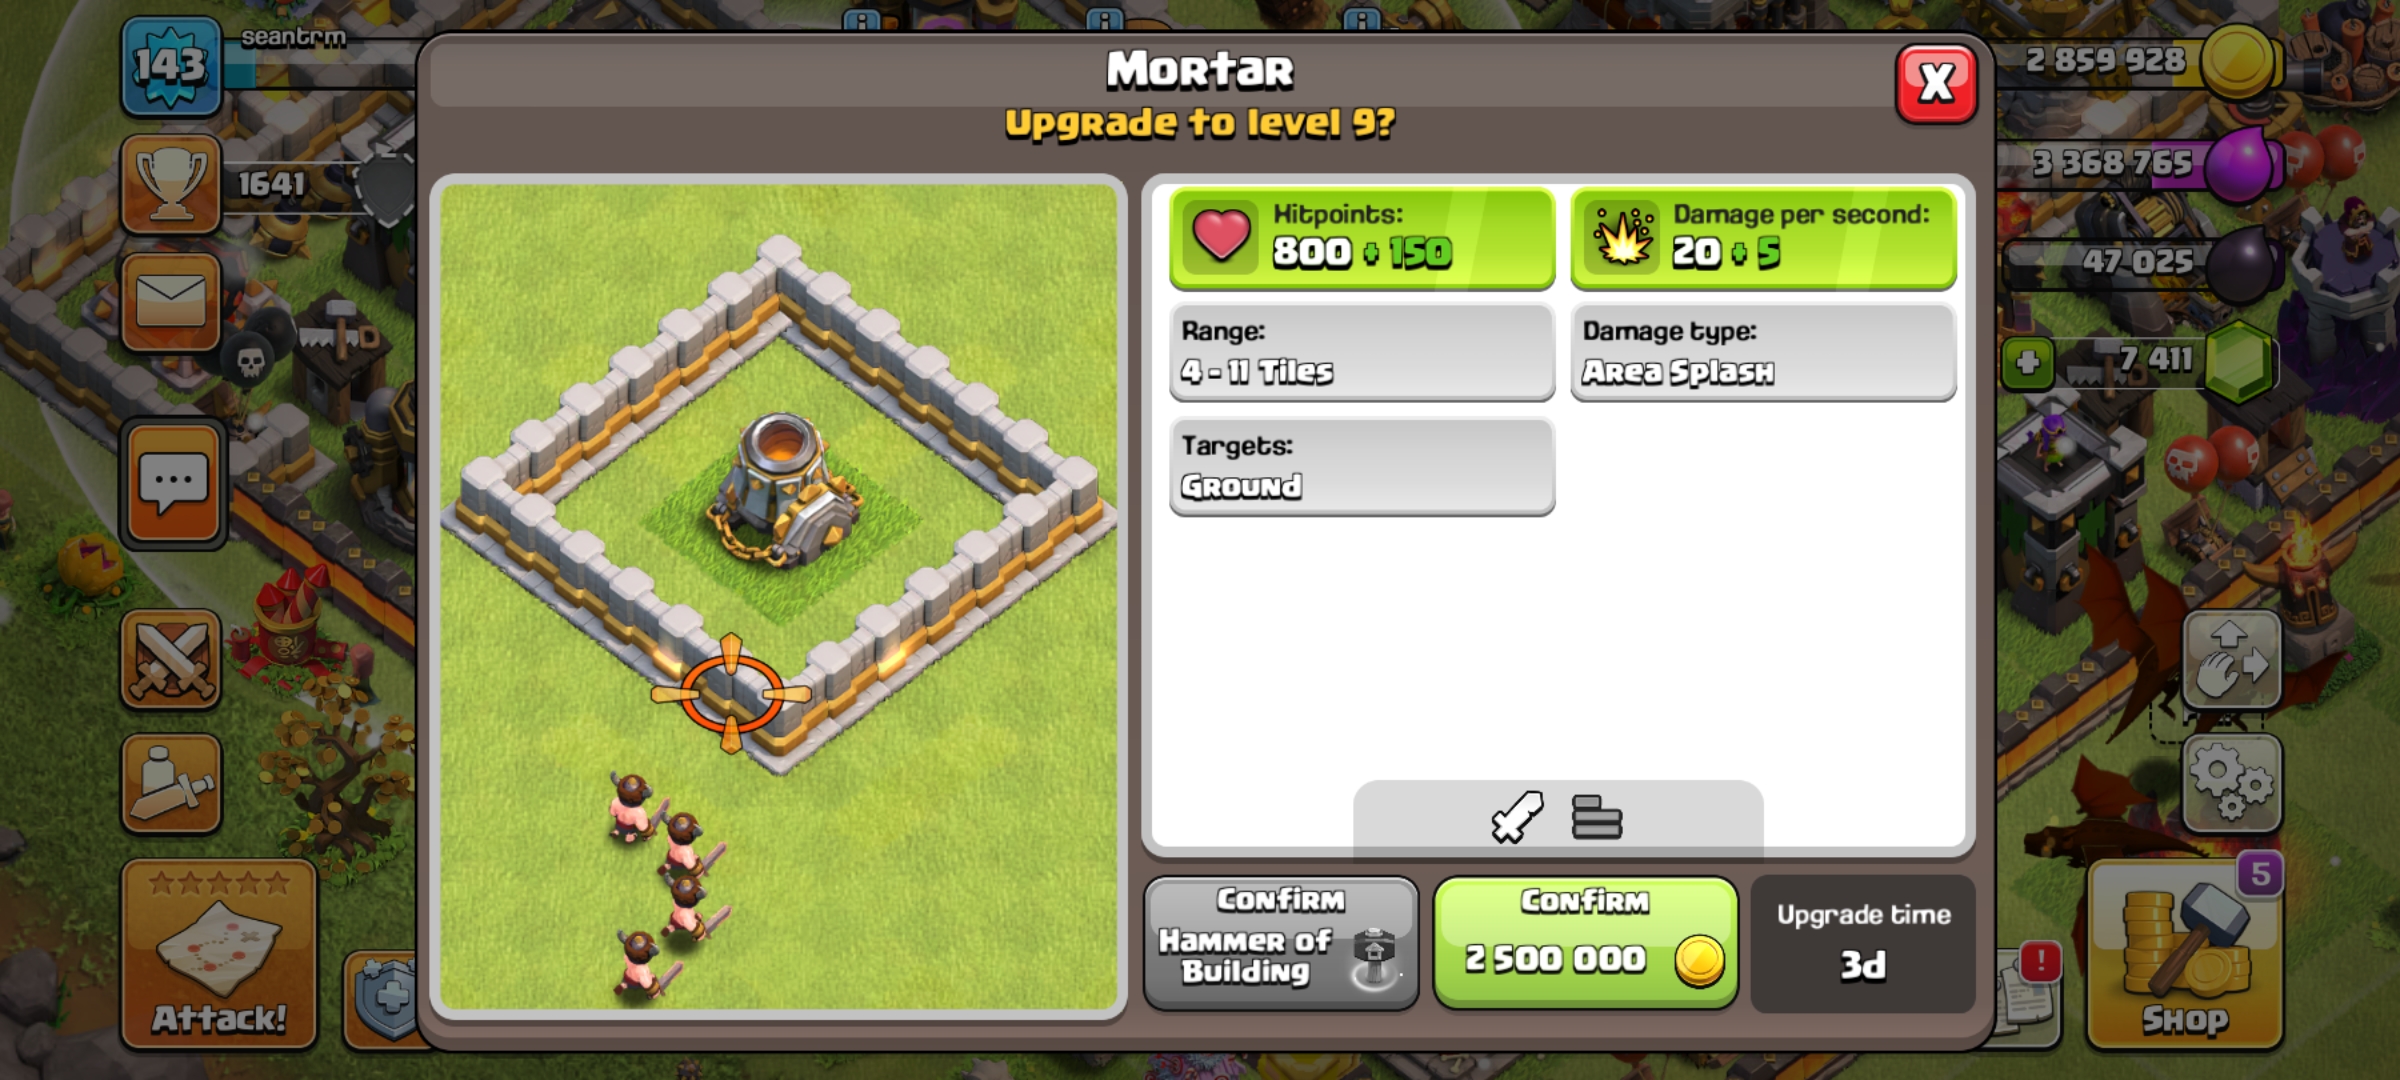 143
seantrm
1641
Attack!
Mortar
Upgrade to level 9?
X
Hitpoints:
800 + 150
Damage per second:
20 + 5
Range:
4 - 11 Tiles
Damage type:
Area Splash
Targets:
Ground
Confirm
Hammer of
Building
Confirm
2 500 000
Upgrade time
3d
2 859 928
3 368 765
47 025
7 411
5
!
Shop